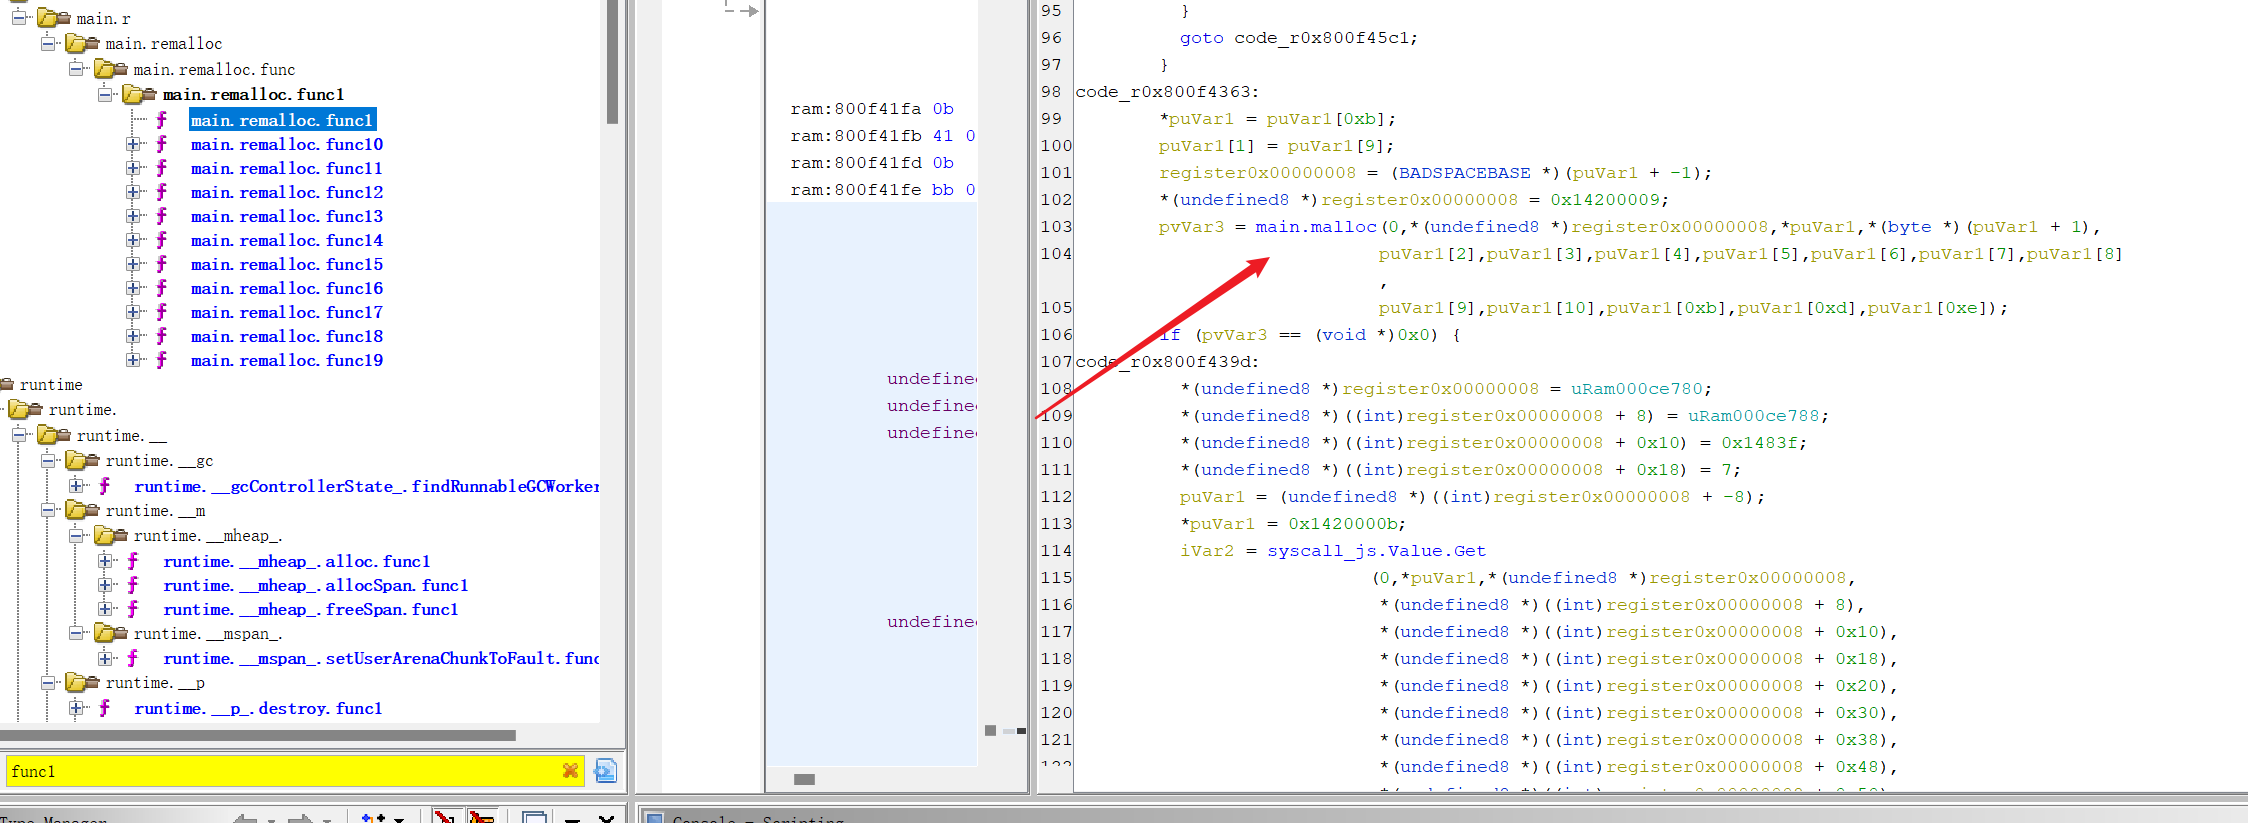 main.r
main.remalloc
main.remalloc.func
main.remalloc.func1
main.remalloc.func1
main.remalloc.func10
main.remalloc.func11
main.remalloc.func12
main.remalloc.func13
main.remalloc.func14
main.remalloc.func15
main.remalloc.func16
main.remalloc.func17
main.remalloc.func18
main.remalloc.func19
runtime
runtime.
runtime.__
runtime.__gc
runtime.__gcControllerState_.findRunnableGCWorker
runtime.__m
runtime.__mheap_.
runtime.__mheap_.alloc.func1
runtime.__mheap_.allocSpan.func1
runtime.__mheap_.freeSpan.func1
runtime.__mspan_.
runtime.__mspan_.setUserArenaChunkToFault.func
runtime.__p
runtime.__p_.destroy.func1
func1
ram:800f41fa 0b
ram:800f41fb 41 0
ram:800f41fd 0b
ram:800f41fe bb 0
undefine
undefine
undefine
undefine
95 }
96 goto code_r0x800f45c1;
97 }
98 code_r0x800f4363:
99 *puVar1 = puVar1[0xb];
100 puVar1[1] = puVar1[9];
101 register0x00000008 = (BADSPACEBASE *)(puVar1 + -1);
102 *(undefined8 *)register0x00000008 = 0x14200009;
103 pvVar3 = main.malloc(0,*(undefined8 *)register0x00000008,*puVar1,*(byte *)(puVar1 + 1),
104 puVar1[2],puVar1[3],puVar1[4],puVar1[5],puVar1[6],puVar1[7],puVar1[8]
,
105 puVar1[9],puVar1[10],puVar1[0xb],puVar1[0xd],puVar1[0xe]);
106 if (pvVar3 == (void *)0x0) {
107 code_r0x800f439d:
108 *(undefined8 *)register0x00000008 = uRam000ce780;
109 *(undefined8 *)((int)register0x00000008 + 8) = uRam000ce788;
110 *(undefined8 *)((int)register0x00000008 + 0x10) = 0x1483f;
111 *(undefined8 *)((int)register0x00000008 + 0x18) = 7;
112 puVar1 = (undefined8 *)((int)register0x00000008 + -8);
113 *puVar1 = 0x1420000b;
114 iVar2 = syscall_js.Value.Get
115 (0,*puVar1,*(undefined8 *)register0x00000008,
116 *(undefined8 *)((int)register0x00000008 + 8),
117 *(undefined8 *)((int)register0x00000008 + 0x10),
118 *(undefined8 *)((int)register0x00000008 + 0x18),
119 *(undefined8 *)((int)register0x00000008 + 0x20),
120 *(undefined8 *)((int)register0x00000008 + 0x30),
121 *(undefined8 *)((int)register0x00000008 + 0x38),
*(undefined8 *)((int)register0x00000008 + 0x48),
Type Manager
Console - Scripting